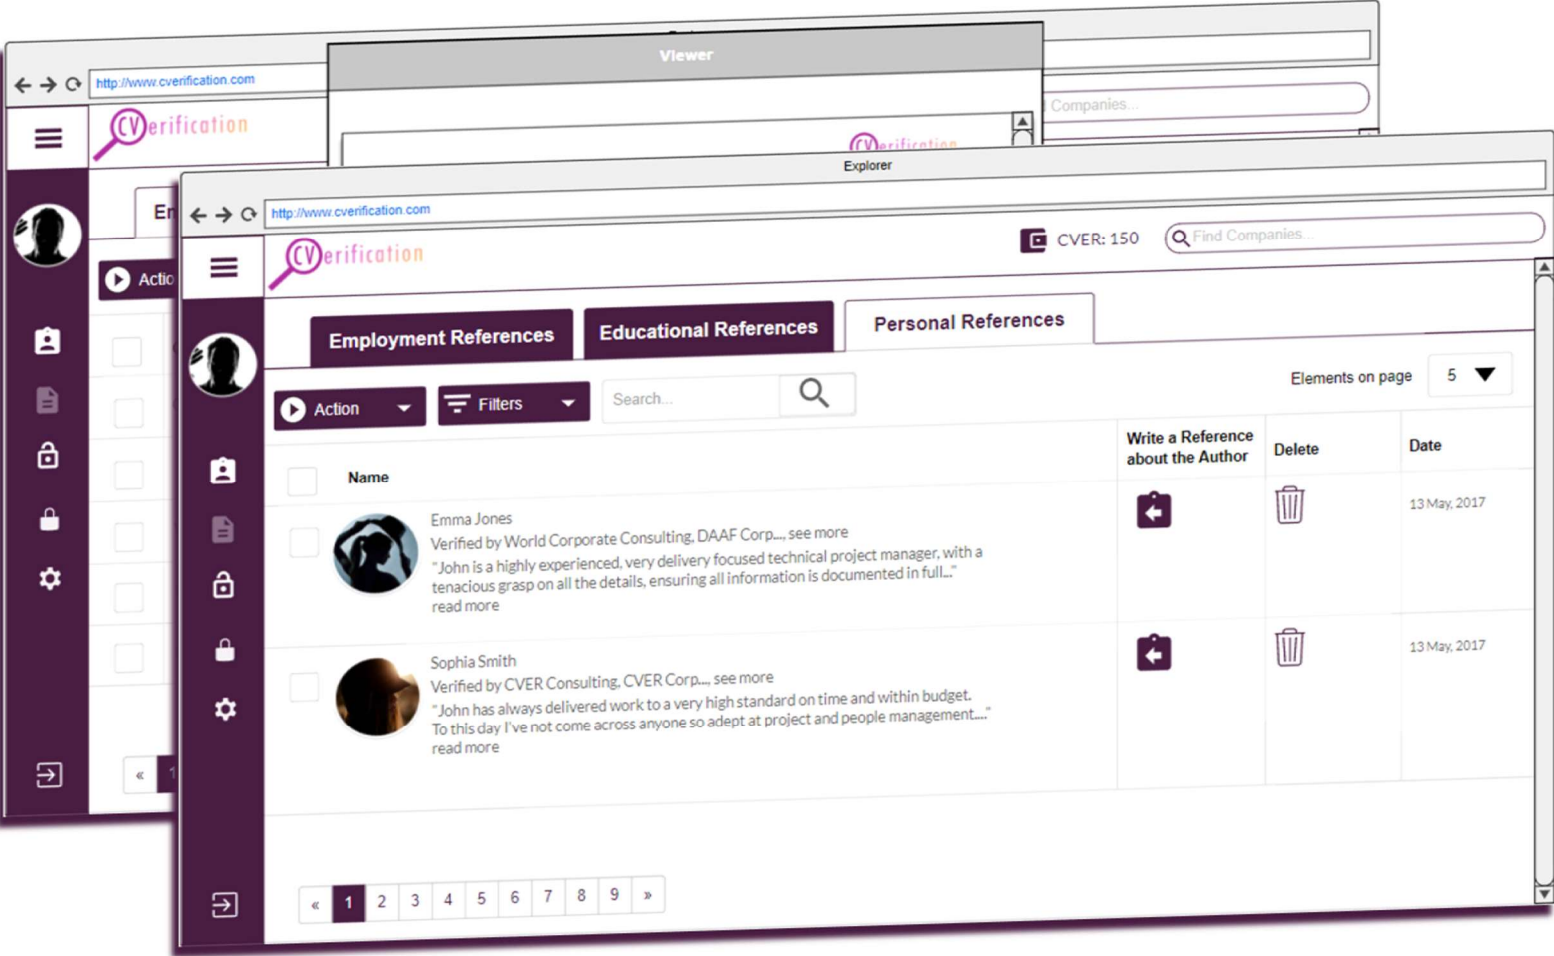 Viewer
http://www.cverification.com
CVerification
Companies...
CVerification
Explorer
http://www.cverification.com
CVerification
CVER: 150
Find Companies...
Employment References
Educational References
Personal References
Action
Filters
Search...
Elements on page
5
Name
Write a Reference
about the Author
Delete
Date
Emma Jones
Verified by World Corporate Consulting, DAAF Corp..., see more
"John is a highly experienced, very delivery focused technical project manager, with a
tenacious grasp on all the details, ensuring all information is documented in full..."
read more
13 May, 2017
Sophia Smith
Verified by CVER Consulting, CVER Corp..., see more
"John has always delivered work to a very high standard on time and within budget.
To this day I've not come across anyone so adept at project and people management...."
read more
13 May, 2017
« 1 2 3 4 5 6 7 8 9 »